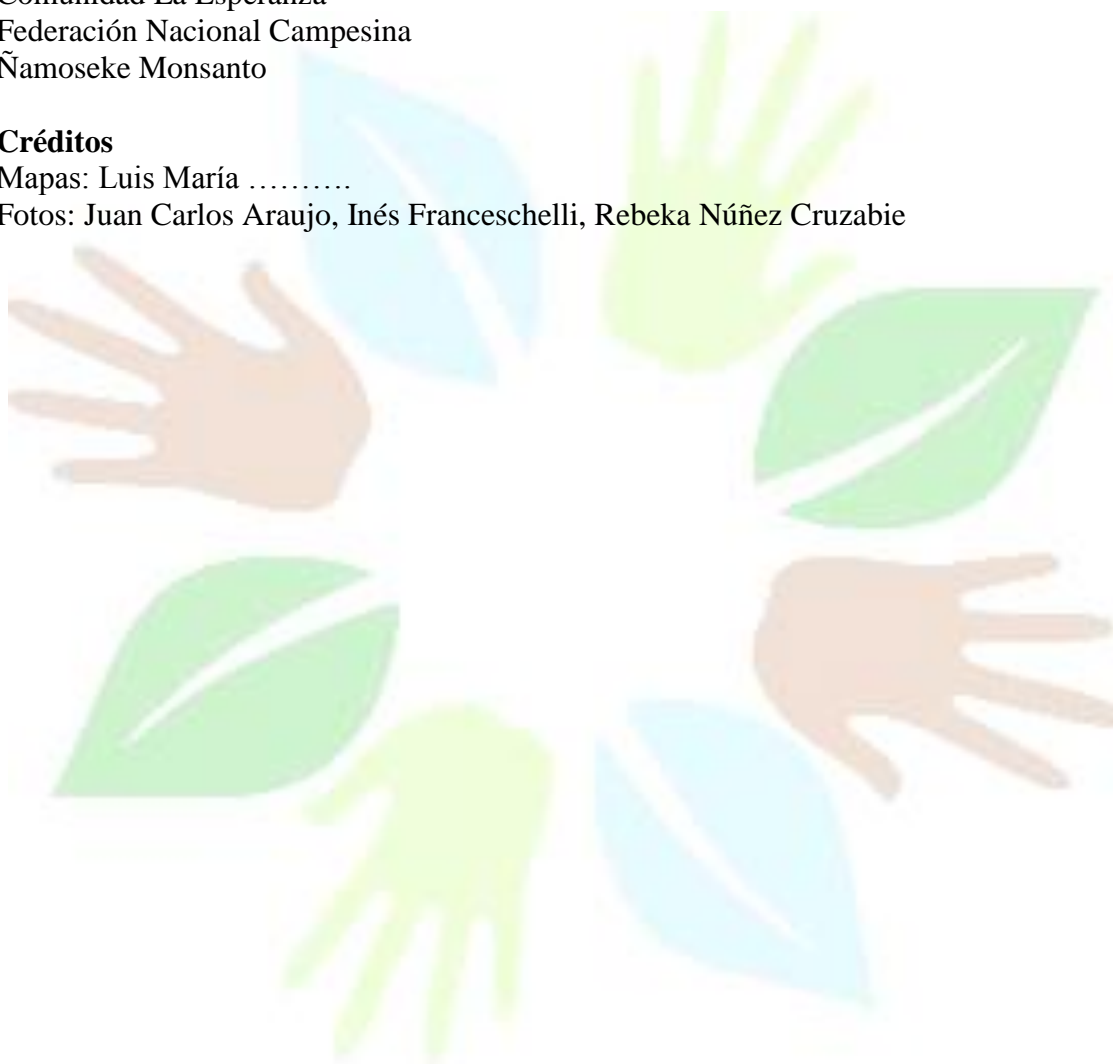 Comunidad La Esperanza
Federación Nacional Campesina
Ñamoseke Monsanto
Créditos
Mapas: Luis María ……….
Fotos: Juan Carlos Araujo, Inés Franceschelli, Rebeka Núñez Cruzabie